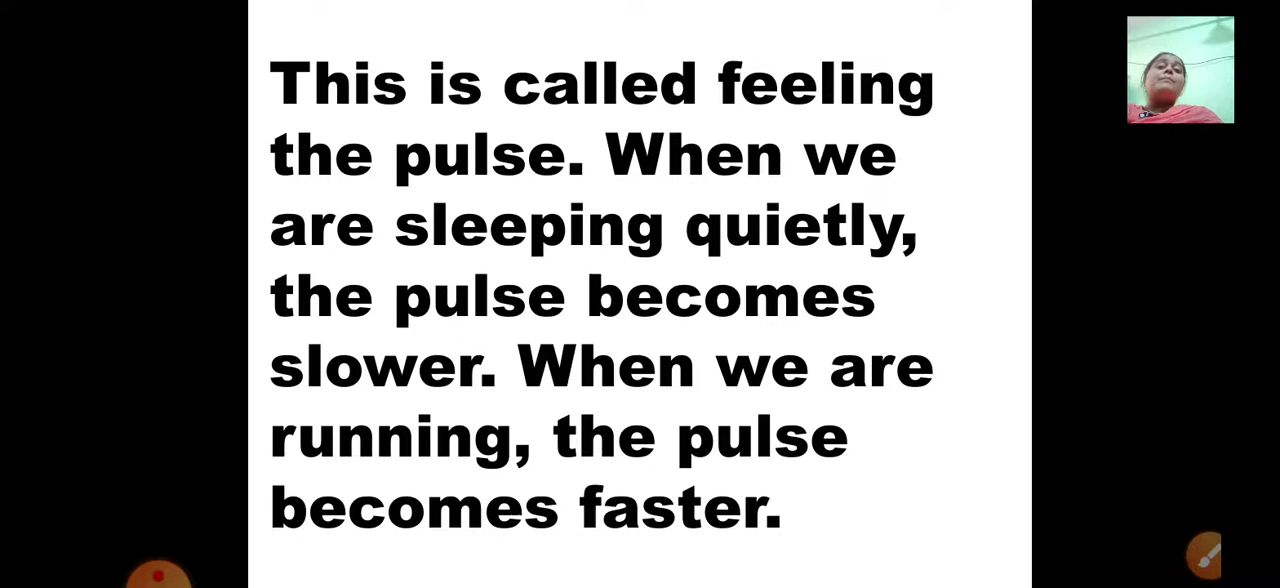 This is called feeling
the pulse. When we
are sleeping quietly,
the pulse becomes
slower. When we are
running, the pulse
becomes faster.